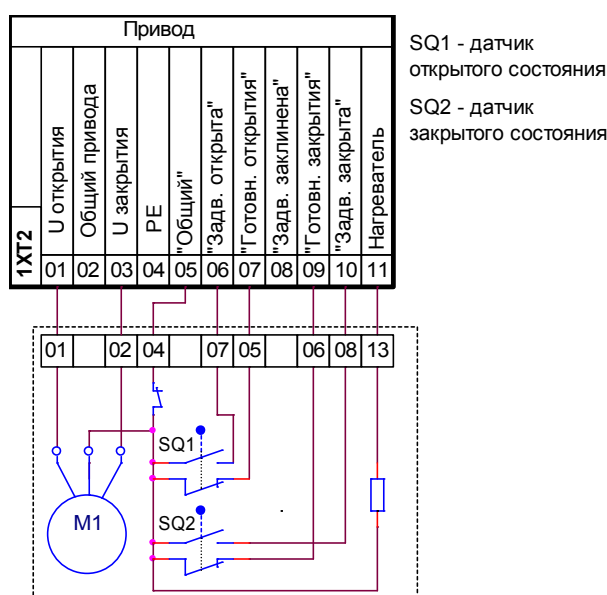 Привод
SQ1 - датчик
открытого состояния
SQ2 - датчик
закрытого состояния
1XT2
U открытия
Общий привода
U закрытия
PE
"Общий"
"Задв. открыта"
"Готовн. открытия"
"Задв. заклинена"
"Готовн. закрытия"
"Задв. закрыта"
Нагреватель
01 02 03 04 05 06 07 08 09 10 11
01 02 04 07 05 06 08 13
SQ1
M1
SQ2